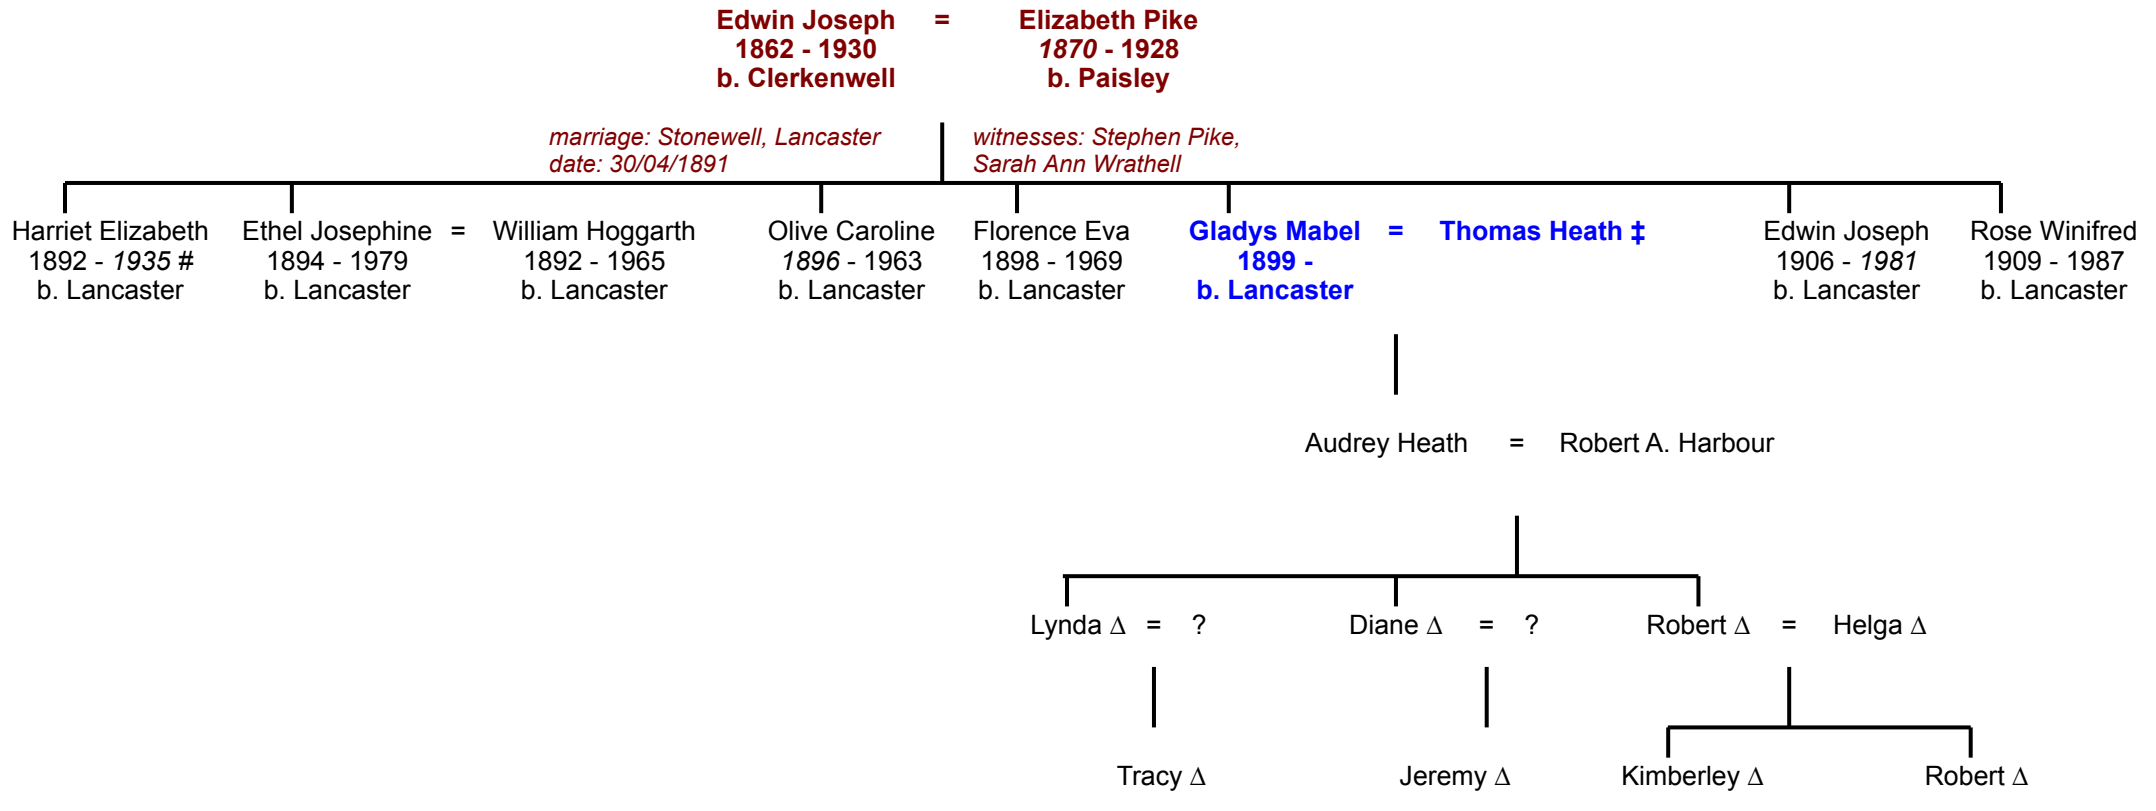 Edwin Joseph = Elizabeth Pike
1862 - 1930 1870 - 1928
b. Clerkenwell b. Paisley
marriage: Stonewell, Lancaster witnesses: Stephen Pike,
date: 30/04/1891 Sarah Ann Wrathell
Harriet Elizabeth Ethel Josephine = William Hoggarth Olive Caroline Florence Eva Gladys Mabel = Thomas Heath ‡ Edwin Joseph Rose Winifred
1892 - 1935 # 1894 - 1979 1892 - 1965 1896 - 1963 1898 - 1969 1899 - 1906 - 1981 1909 - 1987
b. Lancaster b. Lancaster b. Lancaster b. Lancaster b. Lancaster b. Lancaster b. Lancaster b. Lancaster
Audrey Heath = Robert A. Harbour
Lynda Δ = ? Diane Δ = ? Robert Δ = Helga Δ
Tracy Δ Jeremy Δ Kimberley Δ Robert Δ